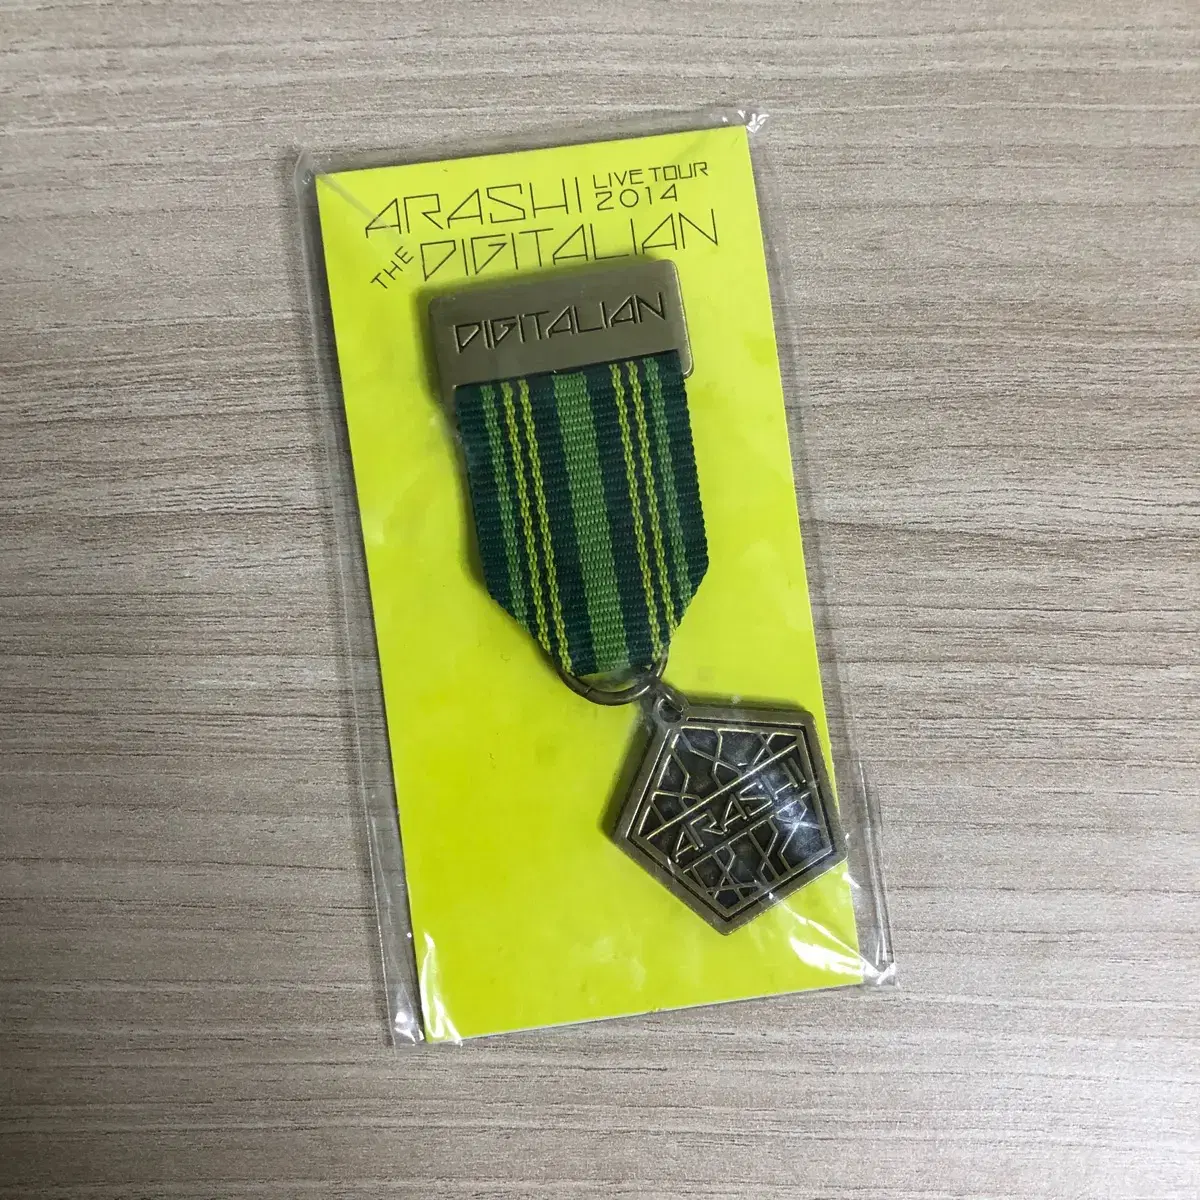 ARASHI LIVE TOUR 2014
THE DIGITALIAN
DIGITALIAN
ARASHI